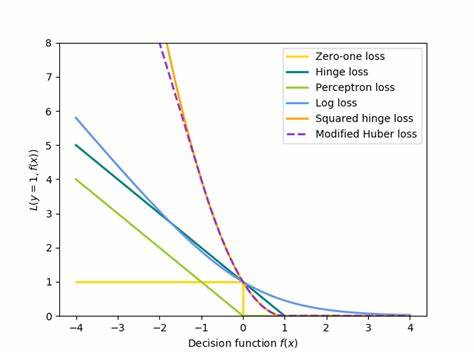 8
7
6
5
4
3
2
1
0
L(y = 1, f(x))
Zero-one loss
Hinge loss
Perceptron loss
Log loss
Squared hinge loss
Modified Huber loss
−4 −3 −2 −1 0 1 2 3 4
Decision function f(x)